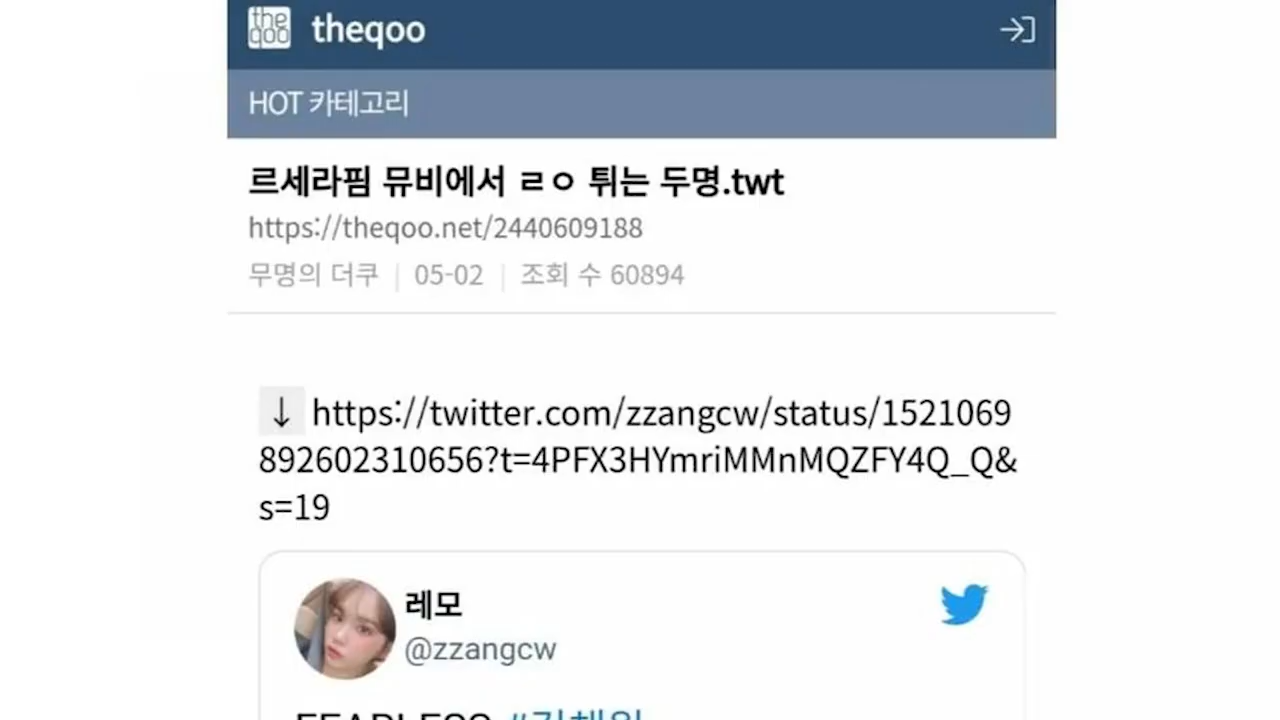 the qoo theqoo
HOT 카테고리
르세라핌 뮤비에서 ㄹㅇ 튀는 두명.twt
https://theqoo.net/2440609188
무명의 더쿠 | 05-02 | 조회 수 60894
↓ https://twitter.com/zzangcw/status/1521069
892602310656?t=4PFX3HYmriMMnMQZFY4Q_Q&
s=19
레모
@zzangcw
FEARLESS